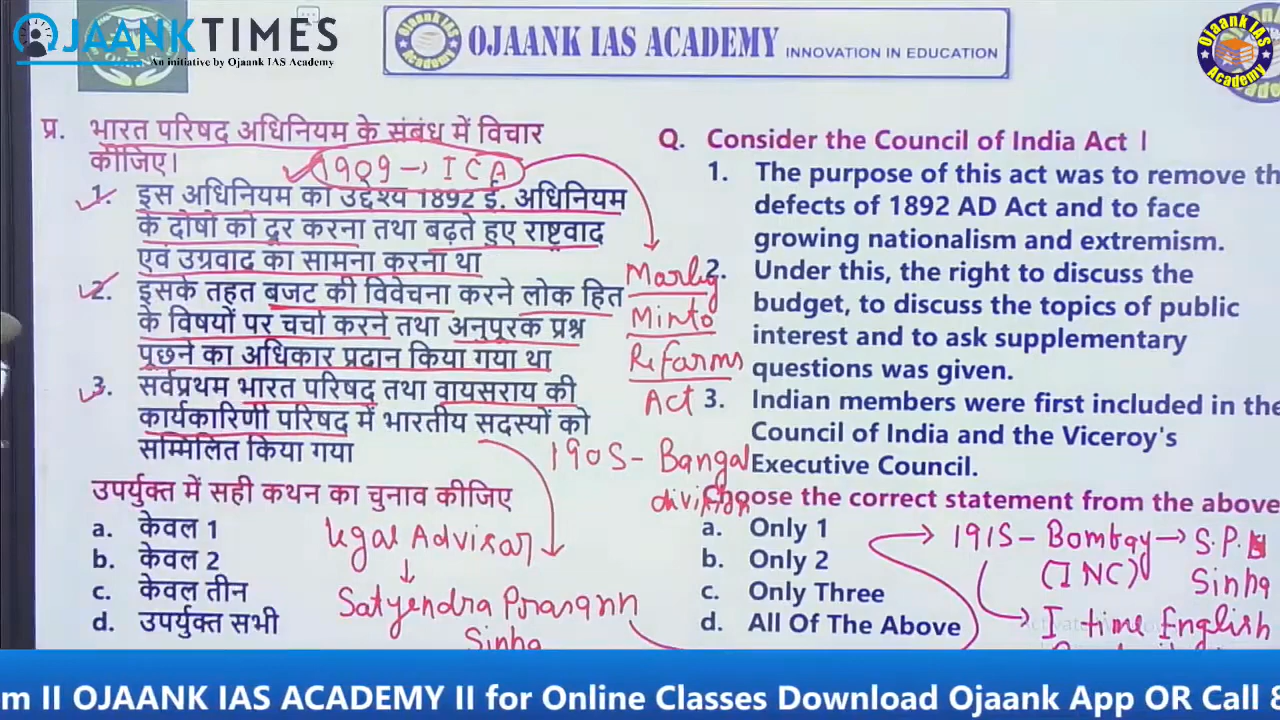 OJAANKTIMES
An initiative by Ojaank IAS Academy
OJAANK IAS ACADEMY INNOVATION IN EDUCATION
Ojaank IAS
Academy
प्र. भारत परिषद अधिनियम के संबंध में विचार
कीजिए।
1909 → ICA
1. इस अधिनियम का उद्देश्य 1892 ई. अधिनियम
के दोषों को दूर करना तथा बढ़ते हुए राष्ट्रवाद
एवं उग्रवाद का सामना करना था
2. इसके तहत बजट की विवेचना करने लोक हित
के विषयों पर चर्चा करने तथा अनुपूरक प्रश्न
पूछने का अधिकार प्रदान किया गया था
3. सर्वप्रथम भारत परिषद तथा वायसराय की
कार्यकारिणी परिषद में भारतीय सदस्यों को
सम्मिलित किया गया
उपर्युक्त में सही कथन का चुनाव कीजिए
a. केवल 1
b. केवल 2
c. केवल तीन
d. उपर्युक्त सभी
Minto
Reforms
Act
1905 - Bangal
division
Legal Advisor
Satyendra Prasann
Sinha
Q. Consider the Council of India Act |
1. The purpose of this act was to remove th
defects of 1892 AD Act and to face
growing nationalism and extremism.
2. Under this, the right to discuss the
budget, to discuss the topics of public
interest and to ask supplementary
questions was given.
3. Indian members were first included in the
Council of India and the Viceroy's
Executive Council.
Choose the correct statement from the above
a. Only 1
b. Only 2
c. Only Three
d. All Of The Above
1915 - Bombay → S.P.
(INC) Sinha
I time English
m II OJAANK IAS ACADEMY II for Online Classes Download Ojaank App OR Call 8